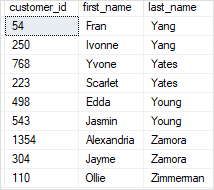 customer_id first_name last_name
54 Fran Yang
250 Ivonne Yang
768 Yvone Yates
223 Scarlet Yates
498 Edda Young
543 Jasmin Young
1354 Alexandria Zamora
304 Jayme Zamora
110 Ollie Zimmerman